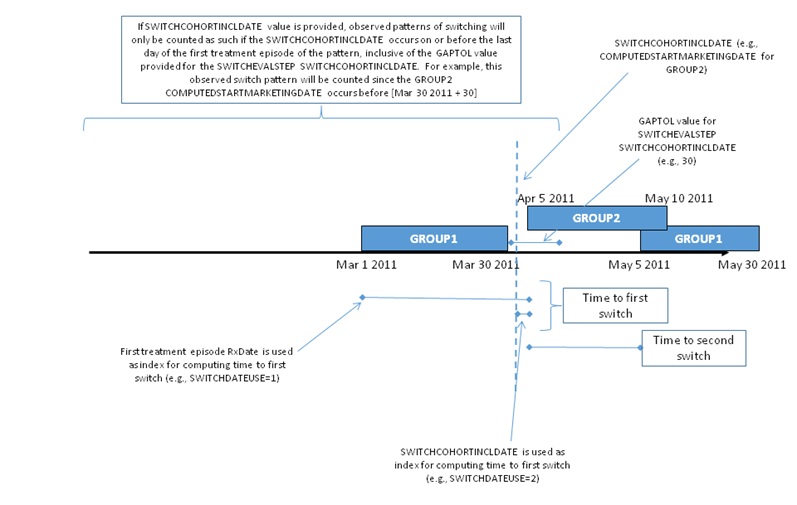 If SWITCHCOHORTINCLDATE value is provided, observed patterns of switching will
only be counted as such if the SWITCHCOHORTINCLDATE occurs on or before the last
day of the first treatment episode of the pattern, inclusive of the GAPTOL value
provided for the SWITCHEVALSTEP SWITCHCOHORTINCLDATE. For example, this
observed switch pattern will be counted since the GROUP2
COMPUTEDSTARTMARKETINGDATE occurs before [Mar 30 2011 + 30]
SWITCHCOHORTINCLDATE (e.g.,
COMPUTEDSTARTMARKETINGDATE for
GROUP2)
GAPTOL value for
SWITCHEVALSTEP
SWITCHCOHORTINCLDATE
(e.g., 30)
Apr 5 2011
May 10 2011
GROUP2
GROUP1
GROUP1
Mar 1 2011
Mar 30 2011
May 5 2011
May 30 2011
Time to first
switch
Time to second
switch
First treatment episode RxDate is used
as index for computing time to first
switch (e.g., SWITCHDATEUSE=1)
SWITCHCOHORTINCLDATE is used as
index for computing time to first switch
(e.g., SWITCHDATEUSE=2)